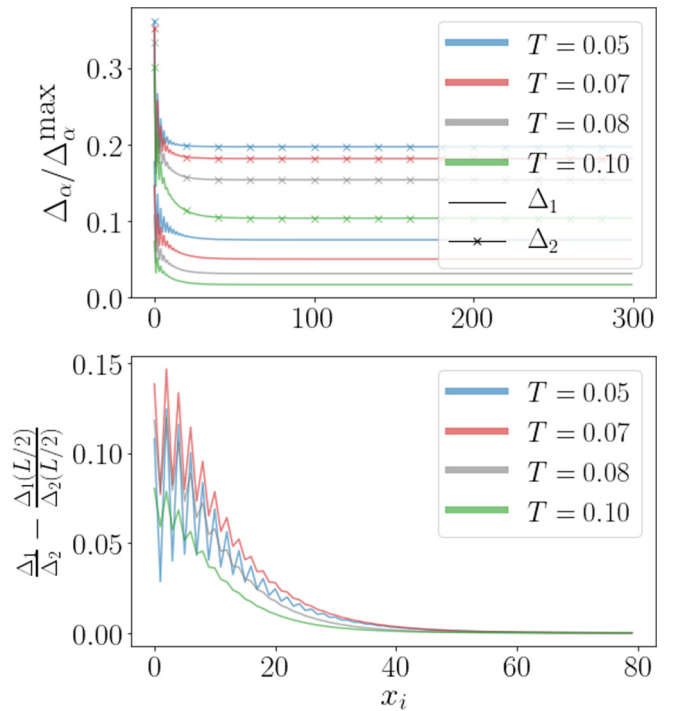 Δα/Δα^max
0.3
0.2
0.1
0.0
T = 0.05
T = 0.07
T = 0.08
T = 0.10
Δ₁
Δ₂
0 100 200 300
Δ₁/Δ₂ − Δ₁(L/2)/Δ₂(L/2)
0.15
0.10
0.05
0.00
T = 0.05
T = 0.07
T = 0.08
T = 0.10
0 20 40 60 80
xᵢ